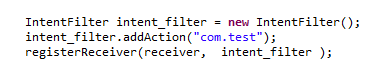 IntentFilter intent_filter = new IntentFilter();
intent_filter.addAction("com.test");
registerReceiver(receiver,  intent_filter );